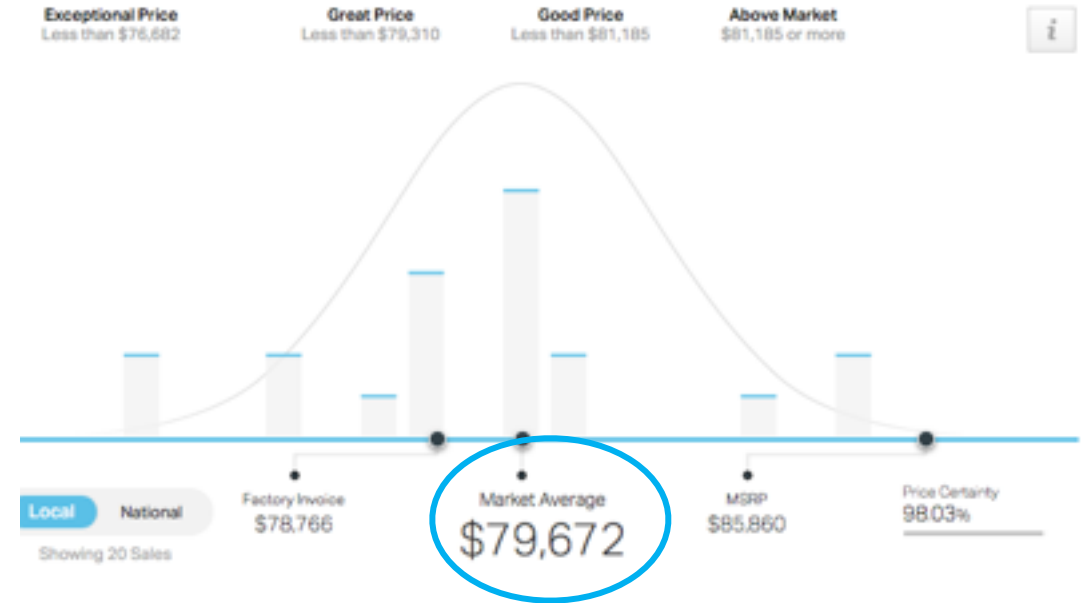 Exceptional Price
Less than $76,682
Great Price
Less than $79,310
Good Price
Less than $81,185
Above Market
$81,185 or more
i
Factory Invoice
$78,766
Market Average
$79,672
MSRP
$85,860
Price Certainty
98.03%
Local
National
Showing 20 Sales